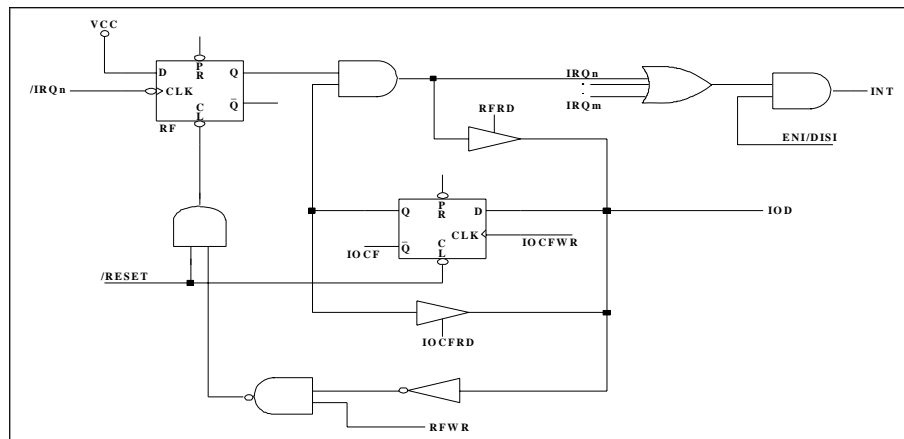 VCC
D
P
R
Q
/IRQn
CLK
C
L
Q
RF
IRQn
:
IRQm
INT
ENI/DISI
RFRD
Q
P
R
D
IOD
CLK
IOCFWR
IOCF
Q
C
L
/RESET
IOCFRD
RFWR